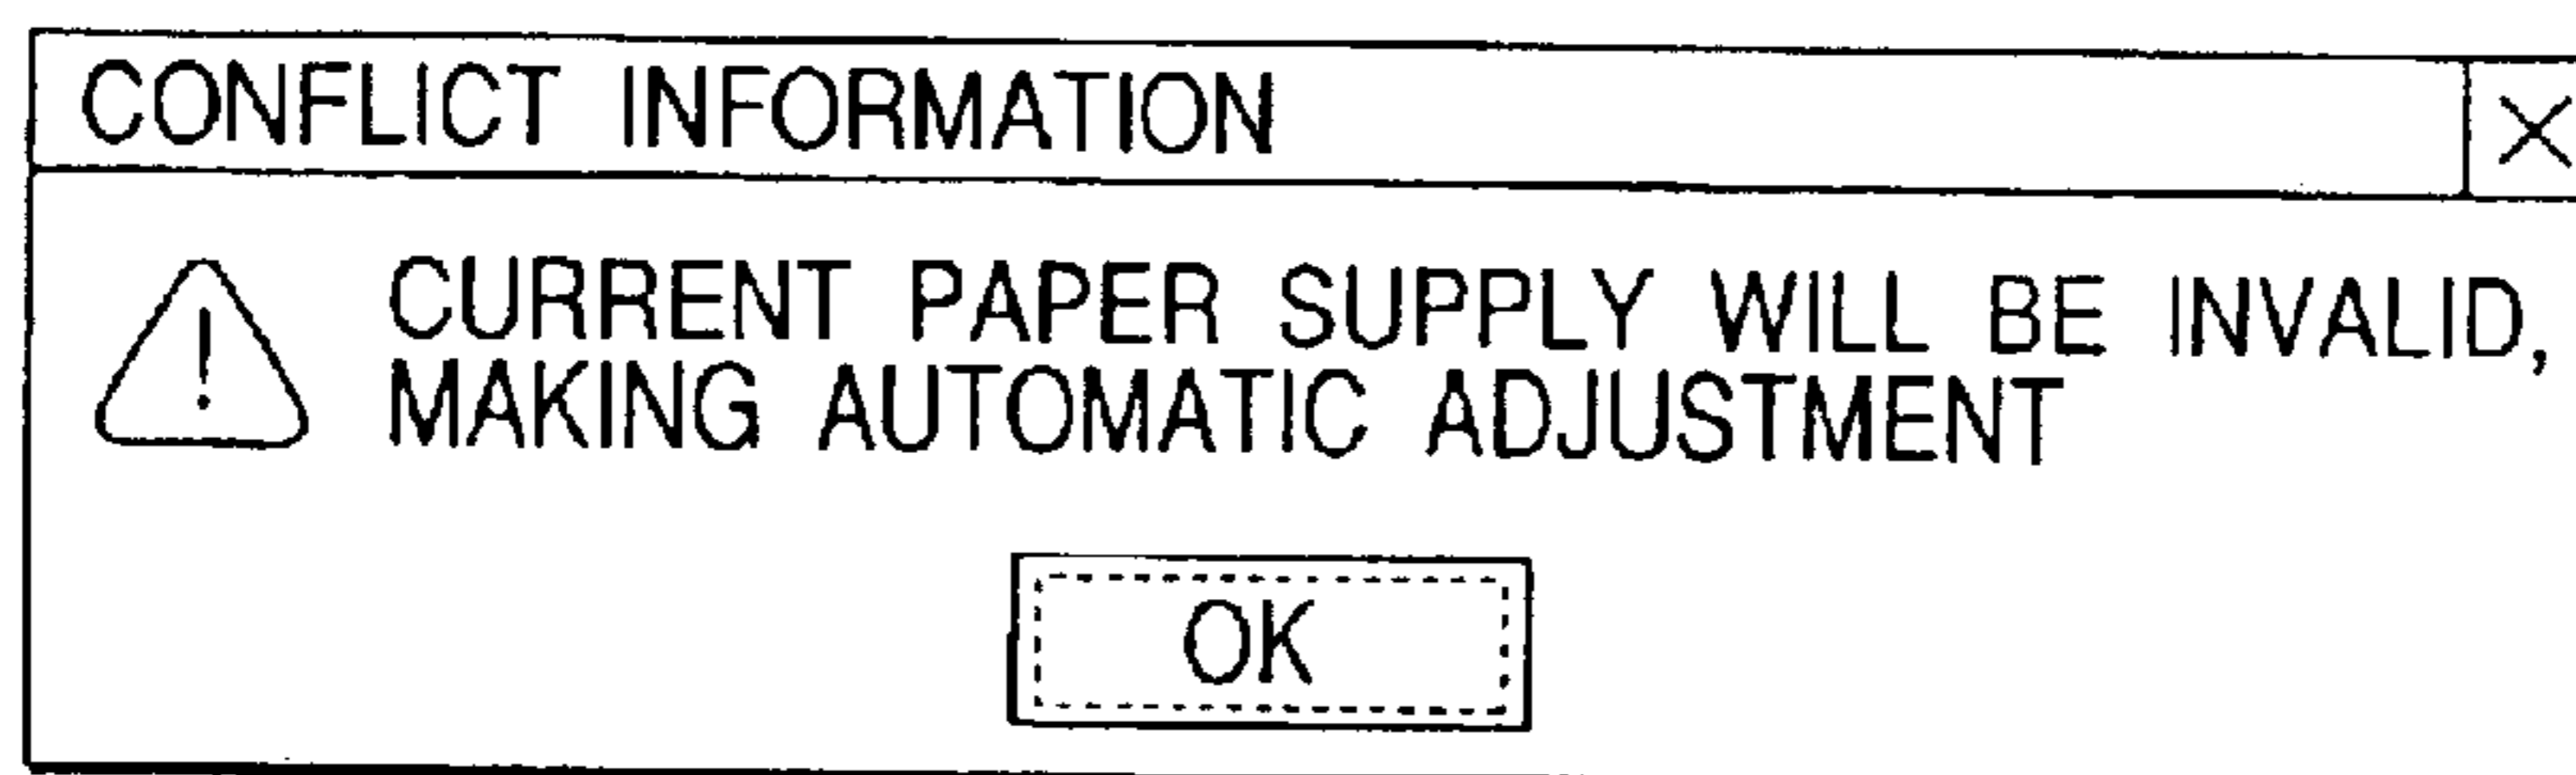 CONFLICT INFORMATION
CURRENT PAPER SUPPLY WILL BE INVALID,
MAKING AUTOMATIC ADJUSTMENT
OK